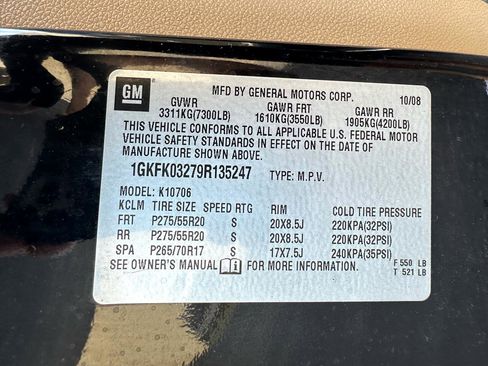 GM
MFD BY GENERAL MOTORS CORP. 10/08
GVWR GAWR FRT GAWR RR
3311KG(7300LB) 1610KG(3550LB) 1905KG(4200LB)
THIS VEHICLE CONFORMS TO ALL APPLICABLE U.S. FEDERAL MOTOR
VEHICLE SAFETY STANDARDS IN EFFECT ON THE DATE OF
MANUFACTURE SHOWN ABOVE.
1GKFK03279R135247 TYPE: M.P.V.
MODEL: K10706
KCLM TIRE SIZE SPEED RTG RIM COLD TIRE PRESSURE
FRT P275/55R20 S 20X8.5J 220KPA(32PSI)
RR P275/55R20 S 20X8.5J 220KPA(32PSI)
SPA P265/70R17 S 17X7.5J 240KPA(35PSI)
SEE OWNER'S MANUAL FOR MORE INFORMATION. F 550 LB
T 521 LB